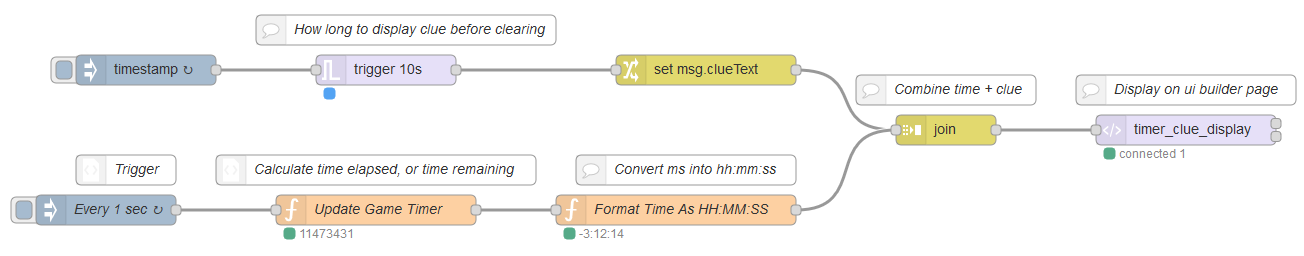 How long to display clue before clearing
timestamp ↻
trigger 10s
set msg.clueText
Combine time + clue
Display on ui builder page
join
timer_clue_display
connected 1
Trigger
Calculate time elapsed, or time remaining
Convert ms into hh:mm:ss
Every 1 sec ↻
Update Game Timer
Format Time As HH:MM:SS
11473431
-3:12:14